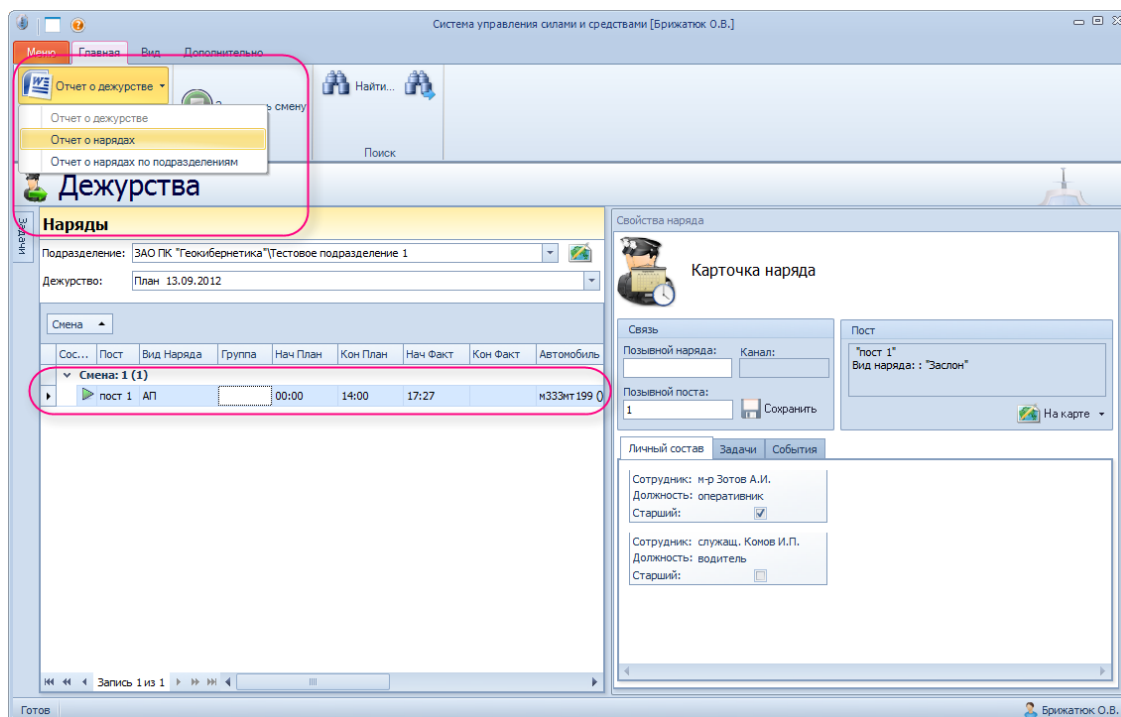 Система управления силами и средствами [Брижатюк О.В.]
Меню Главная Вид Дополнительно
Отчет о дежурстве
смену
Найти...
Отчет о дежурстве
Отчет о нарядах
Отчет о нарядах по подразделениям
Поиск
Дежурства
Задачи
Наряды
Подразделение: ЗАО ПК "Геокибернетика"\Тестовое подразделение 1
Дежурство: План 13.09.2012
Смена
Сос... Пост Вид Наряда Группа Нач План Кон План Нач Факт Кон Факт Автомобиль
Смена: 1 (1)
пост 1 АП 00:00 14:00 17:27 м333мт199 ()
Запись 1 из 1
Свойства наряда
Карточка наряда
Связь
Позывной наряда: Канал:
Позывной поста:
1 Сохранить
Пост
"пост 1"
Вид наряда: : "Заслон"
На карте
Личный состав Задачи События
Сотрудник: м-р Зотов А.И.
Должность: оперативник
Старший:
Сотрудник: служащ. Комов И.П.
Должность: водитель
Старший:
Готов
Брижатюк О.В.